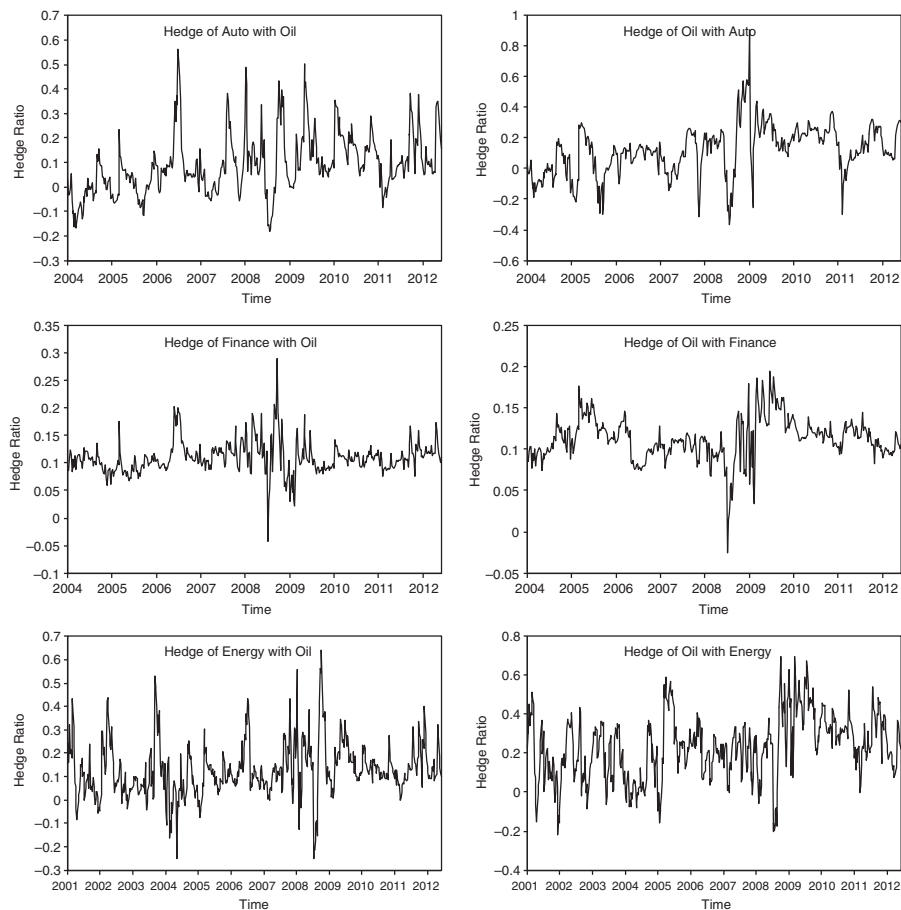 Hedge of Auto with Oil
Hedge Ratio
0.7
0.6
0.5
0.4
0.3
0.2
0.1
0
−0.1
−0.2
−0.3
2004 2005 2006 2007 2008 2009 2010 2011 2012
Time
Hedge of Oil with Auto
Hedge Ratio
1
0.8
0.6
0.4
0.2
0
−0.2
−0.4
−0.6
2004 2005 2006 2007 2008 2009 2010 2011 2012
Time
Hedge of Finance with Oil
Hedge Ratio
0.35
0.3
0.25
0.2
0.15
0.1
0.05
0
−0.05
−0.1
2004 2005 2006 2007 2008 2009 2010 2011 2012
Time
Hedge of Oil with Finance
Hedge Ratio
0.25
0.2
0.15
0.1
0.05
0
−0.05
2004 2005 2006 2007 2008 2009 2010 2011 2012
Time
Hedge of Energy with Oil
Hedge Ratio
0.7
0.6
0.5
0.4
0.3
0.2
0.1
0
−0.1
−0.2
−0.3
2001 2002 2003 2004 2005 2006 2007 2008 2009 2010 2011 2012
Time
Hedge of Oil with Energy
Hedge Ratio
0.8
0.6
0.4
0.2
0
−0.2
−0.4
2001 2002 2003 2004 2005 2006 2007 2008 2009 2010 2011 2012
Time